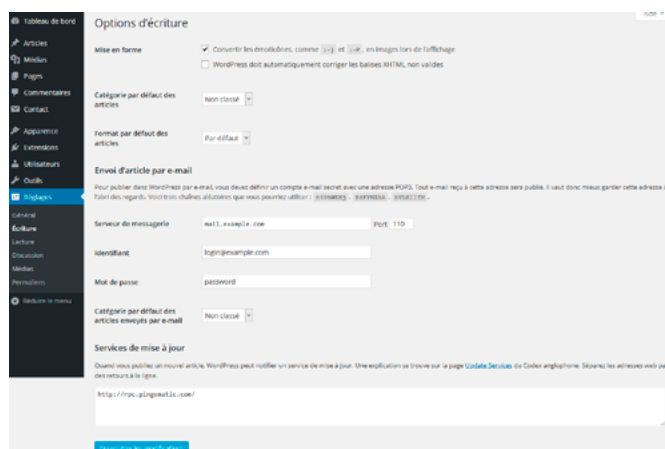 Tableau de bord
Articles
Médias
Pages
Commentaires
Contact
Apparence
Extensions
Utilisateurs
Outils
Réglages
Général
Écriture
Lecture
Discussion
Médias
Permaliens
Réduire le menu
Aide
Options d'écriture
Mise en forme
Convertir les émoticônes, comme :-) et :-P, en images lors de l'affichage
WordPress doit automatiquement corriger les balises XHTML non valides
Catégorie par défaut des
articles
Non classé
Format par défaut des
articles
Par défaut
Envoi d'article par e-mail
Pour publier dans WordPress par e-mail, vous devez définir un compte e-mail secret avec une adresse POP3. Tout e-mail reçu à cette adresse sera publié. Il vaut donc mieux garder cette adresse à
l'abri des regards. Voici trois chaînes aléatoires que vous pourriez utiliser :
Serveur de messagerie
mail.example.com
Port 110
Identifiant
login@example.com
Mot de passe
password
Catégorie par défaut des
articles envoyés par e-mail
Non classé
Services de mise à jour
Quand vous publiez un nouvel article, WordPress peut notifier un service de mise à jour. Une explication se trouve sur la page Update Services du Codex anglophone. Séparez les adresses web pa
des retours à la ligne.
http://rpc.pingomatic.com/